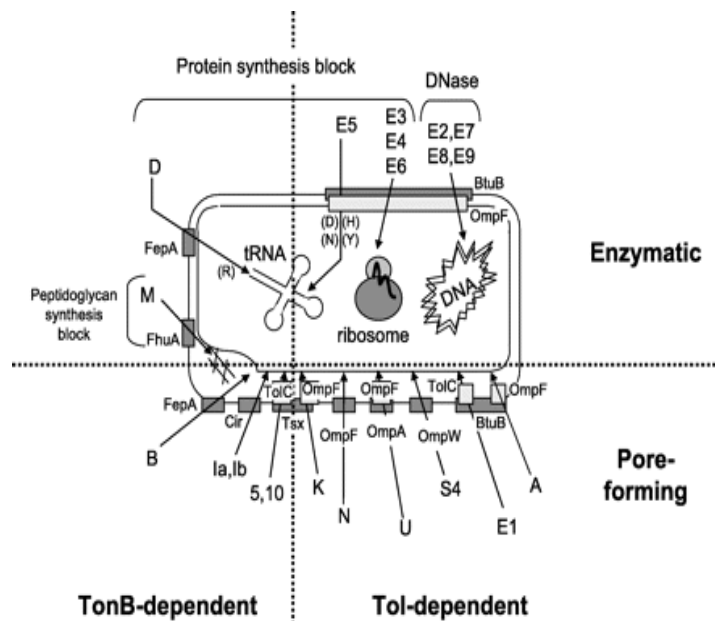 Protein synthesis block
DNase
E5
E3
E4
E6
E2,E7
E8,E9
D
BtuB
OmpF
(D) (H)
(N) (Y)
FepA
tRNA
(R)
Enzymatic
Peptidoglycan
synthesis
block
M
DNA
ribosome
FhuA
TolC
OmpF
OmpF
TolC
OmpF
FepA
Cir
Tsx
OmpF
OmpA
OmpW
BtuB
B
Ia,Ib
5,10
K
N
U
S4
E1
A
Pore-
forming
TonB-dependent
Tol-dependent